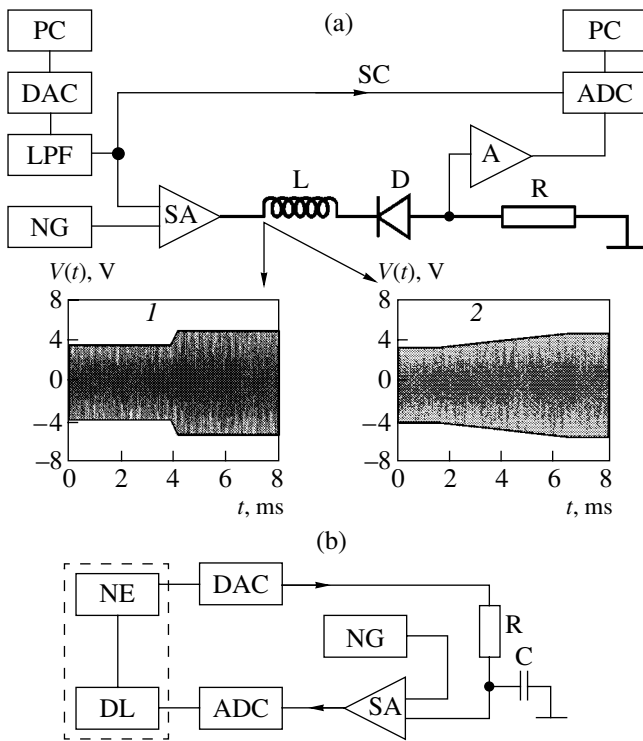 (a)
PC
PC
DAC
SC
ADC
LPF
A
L
D
R
SA
NG
V(t), V
V(t), V
8
8
1
2
4
4
0
0
−4
−4
−8
−8
0 2 4 6 8
0 2 4 6 8
t, ms
t, ms
(b)
NE
DAC
NG
R
C
DL
ADC
SA